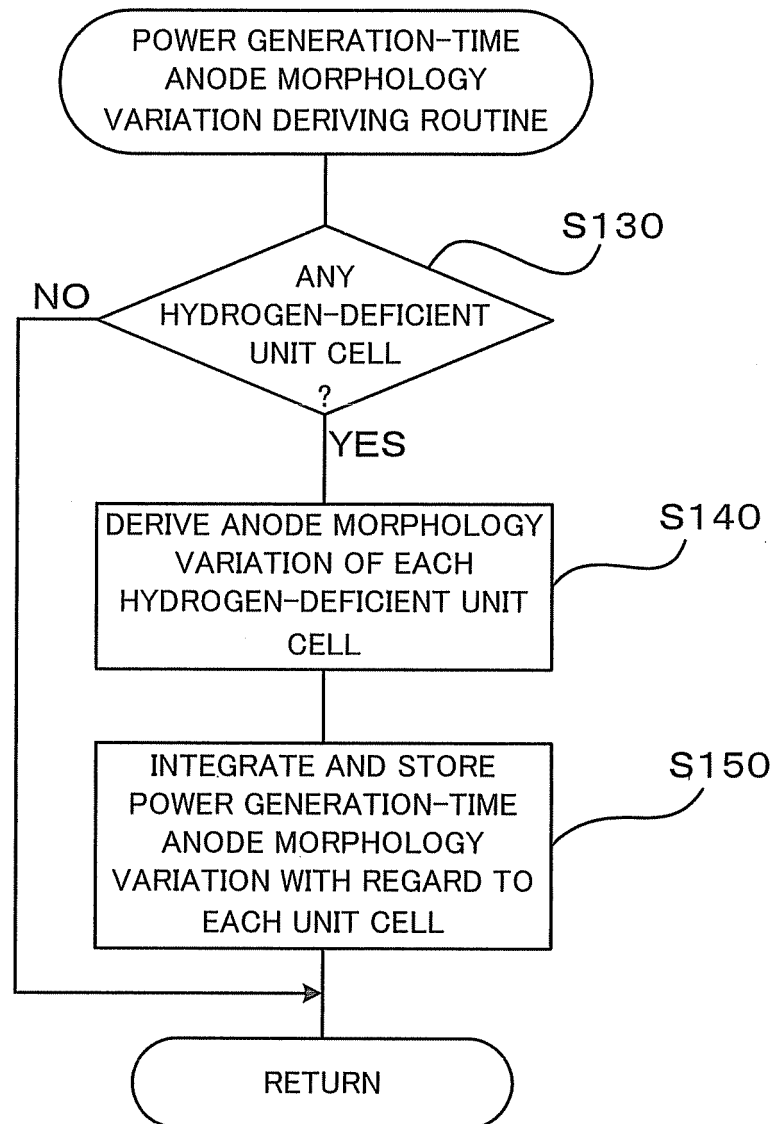 POWER GENERATION-TIME
ANODE MORPHOLOGY
VARIATION DERIVING ROUTINE
S130
NO
ANY
HYDROGEN-DEFICIENT
UNIT CELL
?
YES
DERIVE ANODE MORPHOLOGY
VARIATION OF EACH
HYDROGEN-DEFICIENT UNIT
CELL
S140
INTEGRATE AND STORE
POWER GENERATION-TIME
ANODE MORPHOLOGY
VARIATION WITH REGARD TO
EACH UNIT CELL
S150
RETURN